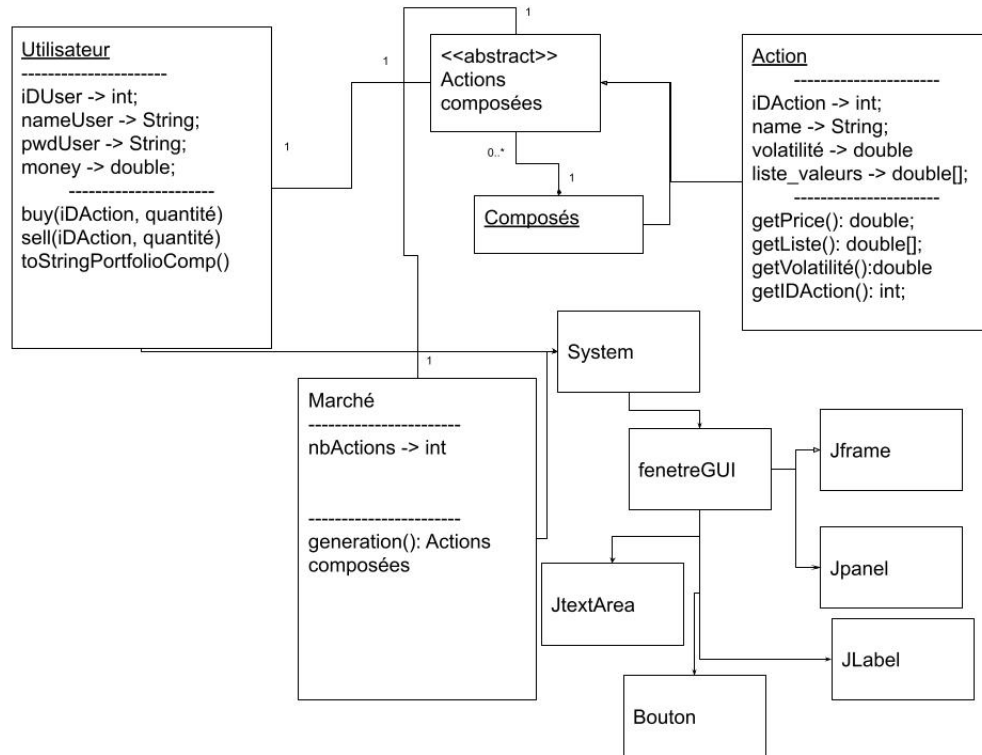 Utilisateur
----------------------
iDUser -> int;
nameUser -> String;
pwdUser -> String;
money -> double;
----------------------
buy(iDAction, quantité)
sell(iDAction, quantité)
toStringPortfolioComp()
1
1
1
<<abstract>>
Actions
composées
0..*
1
Composés
Action
----------------------
iDAction -> int;
name -> String;
volatilité -> double
liste_valeurs -> double[];
----------------------
getPrice(): double;
getListe(): double[];
getVolatilité():double
getIDAction(): int;
1
Marché
-----------------------
nbActions -> int
-----------------------
generation(): Actions
composées
System
fenetreGUI
Jframe
Jpanel
JtextArea
JLabel
Bouton